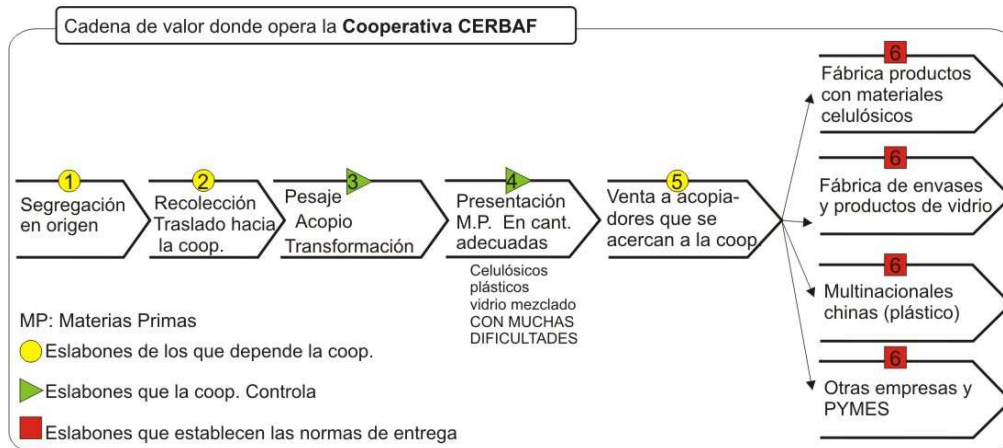 Cadena de valor donde opera la Cooperativa CERBAF
1
Segregación
en origen
2
Recolección
Traslado hacia
la coop.
3
Pesaje
Acopio
Transformación
4
Presentación
M.P. En cant.
adecuadas
Celulósicos
plásticos
vidrio mezclado
CON MUCHAS
DIFICULTADES
5
Venta a acopia-
dores que se
acercan a la coop.
6
Fábrica productos
con materiales
celulósicos
6
Fábrica de envases
y productos de vidrio
6
Multinacionales
chinas (plástico)
6
Otras empresas y
PYMES
MP: Materias Primas
Eslabones de los que depende la coop.
Eslabones que la coop. Controla
Eslabones que establecen las normas de entrega